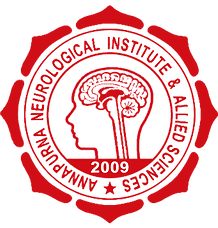 ANNAPURNA NEUROLOGICAL INSTITUTE & ALLIED SCIENCES
2009